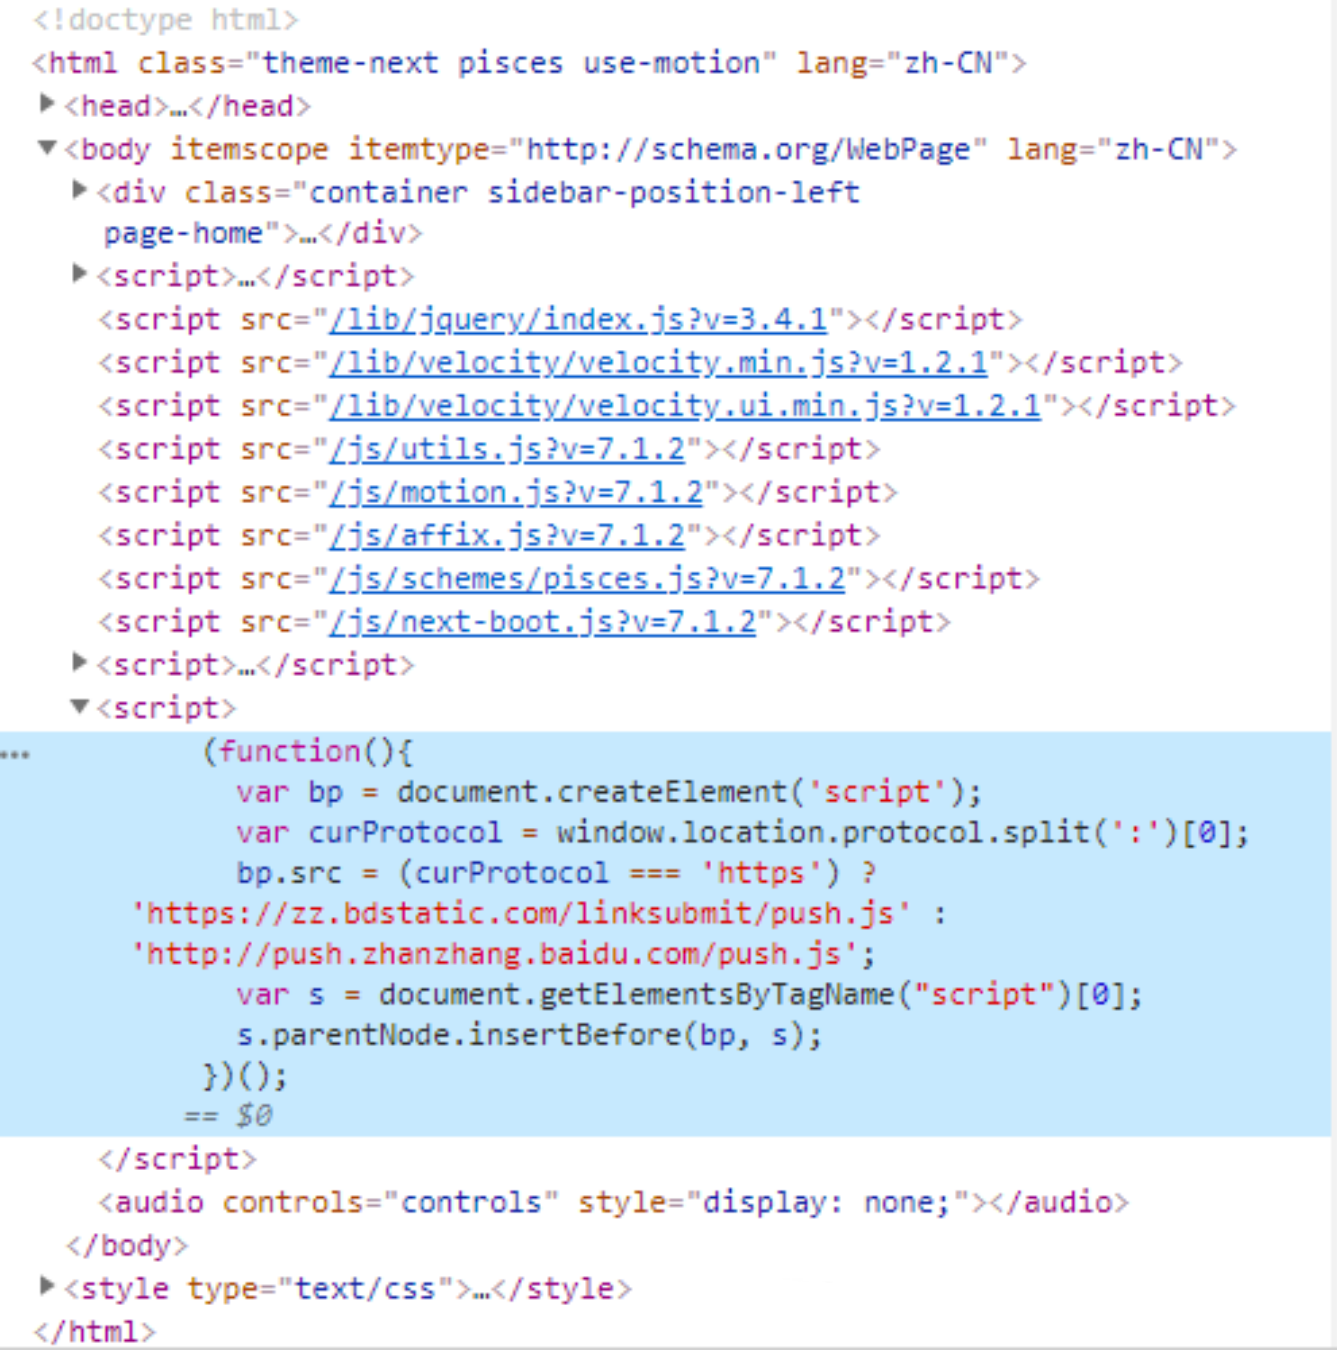 <!doctype html>
<html class="theme-next pisces use-motion" lang="zh-CN">
<head>…</head>
<body itemscope itemtype="http://schema.org/WebPage" lang="zh-CN">
<div class="container sidebar-position-left
page-home">…</div>
<script>…</script>
<script src="/lib/jquery/index.js?v=3.4.1"></script>
<script src="/lib/velocity/velocity.min.js?v=1.2.1"></script>
<script src="/lib/velocity/velocity.ui.min.js?v=1.2.1"></script>
<script src="/js/utils.js?v=7.1.2"></script>
<script src="/js/motion.js?v=7.1.2"></script>
<script src="/js/affix.js?v=7.1.2"></script>
<script src="/js/schemes/pisces.js?v=7.1.2"></script>
<script src="/js/next-boot.js?v=7.1.2"></script>
<script>…</script>
<script>
… (function(){
var bp = document.createElement('script');
var curProtocol = window.location.protocol.split(':')[0];
bp.src = (curProtocol === 'https') ?
'https://zz.bdstatic.com/linksubmit/push.js' :
'http://push.zhanzhang.baidu.com/push.js';
var s = document.getElementsByTagName("script")[0];
s.parentNode.insertBefore(bp, s);
})();
== $0
</script>
<audio controls="controls" style="display: none;"></audio>
</body>
<style type="text/css">…</style>
</html>